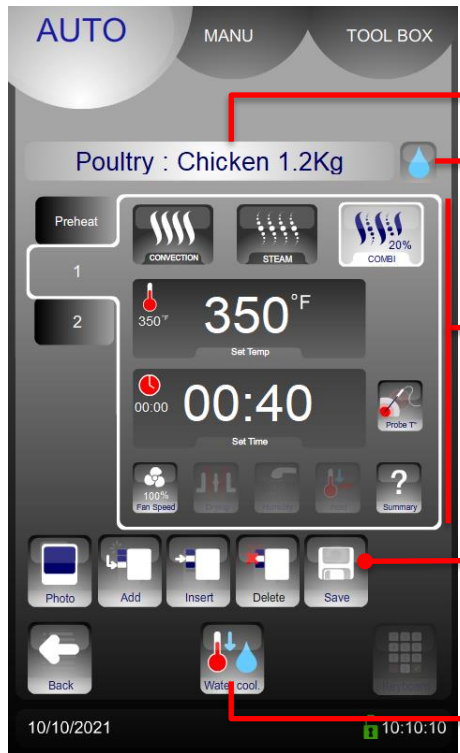 AUTO
MANU
TOOL BOX
Poultry : Chicken 1.2Kg
Preheat
1
2
CONVECTION
STEAM
20%
COMBI
350°F
350°F
Set Temp
00:00
00:40
Set Time
Probe T°
100%
Fan Speed
?
Summary
Photo
Add
Insert
Delete
Save
Back
Water cool.
10/10/2021
10:10:10